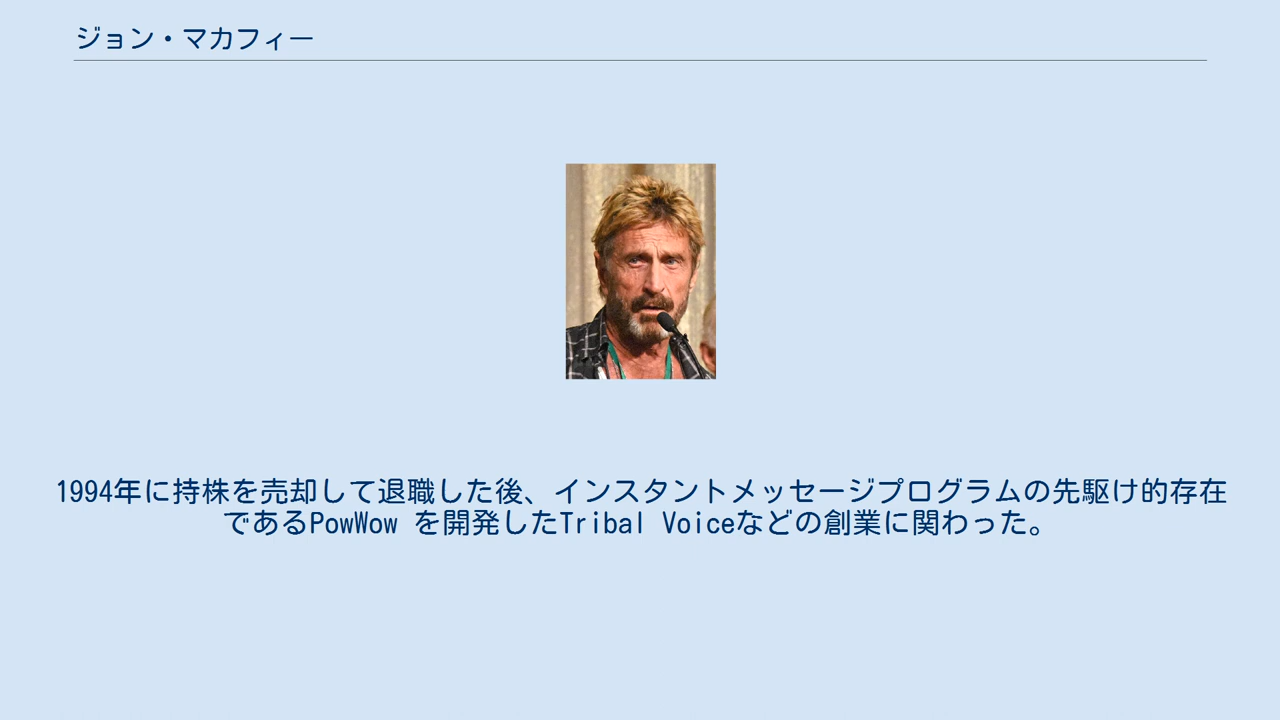 ジョン・マカフィー
1994年に持株を売却して退職した後、インスタントメッセージプログラムの先駆け的存在
であるPowWow を開発したTribal Voiceなどの創業に関わった。